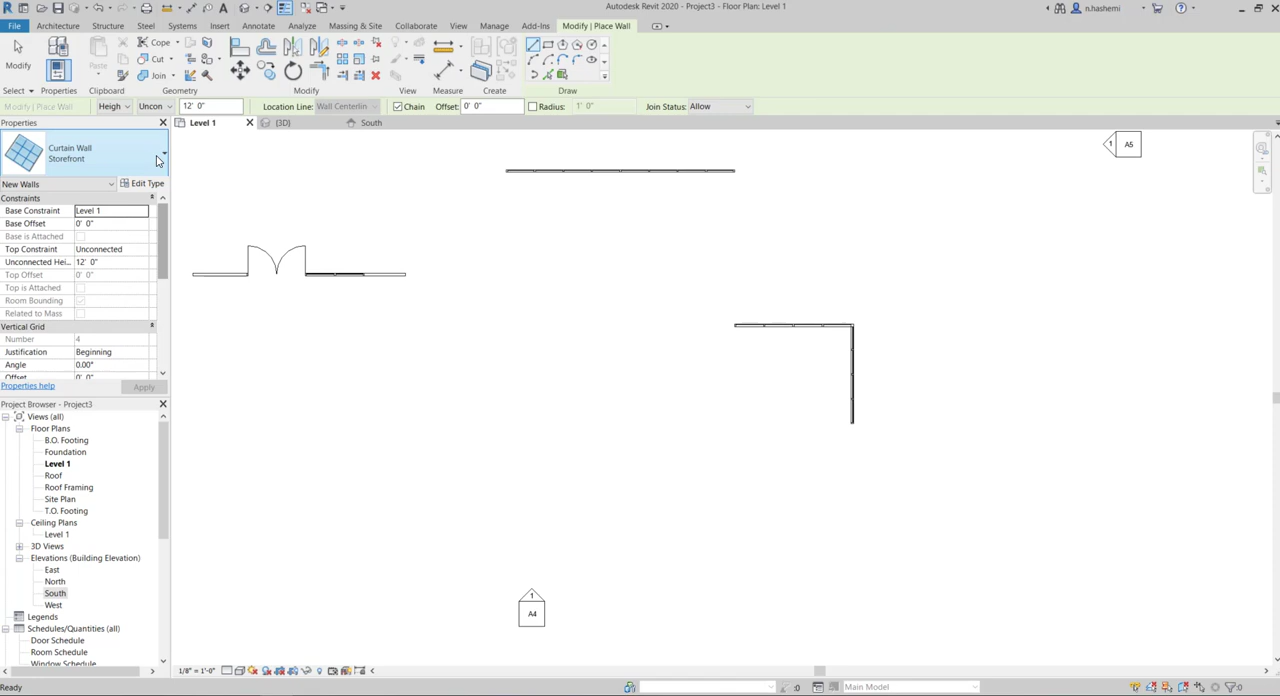 Autodesk Revit 2020 - Project3 - Floor Plan: Level 1
n.hashemi
File Architecture Structure Steel Systems Insert Annotate Analyze Massing & Site Collaborate View Manage Add-Ins Modify | Place Wall
Modify
Paste
Cope
Cut
Join
Select Properties Clipboard Geometry Modify View Measure Create Draw
Modify | Place Wall Heigh Uncon 12' 0" Location Line: Wall Centerlin Chain Offset: 0' 0" Radius: 1' 0" Join Status: Allow
Properties
Level 1 {3D} South
Curtain Wall
Storefront
New Walls Edit Type
Constraints
Base Constraint Level 1
Base Offset 0' 0"
Base is Attached
Top Constraint Unconnected
Unconnected Hei... 12' 0"
Top Offset 0' 0"
Top is Attached
Room Bounding
Related to Mass
Vertical Grid
Number 4
Justification Beginning
Angle 0.00°
Offset 0' 0"
Properties help Apply
Project Browser - Project3
Views (all)
Floor Plans
B.O. Footing
Foundation
Level 1
Roof
Roof Framing
Site Plan
T.O. Footing
Ceiling Plans
Level 1
3D Views
Elevations (Building Elevation)
East
North
South
West
Legends
Schedules/Quantities (all)
Door Schedule
Room Schedule
Window Schedule
1 A5
1
A4
1/8" = 1'-0"
:0 Main Model :0